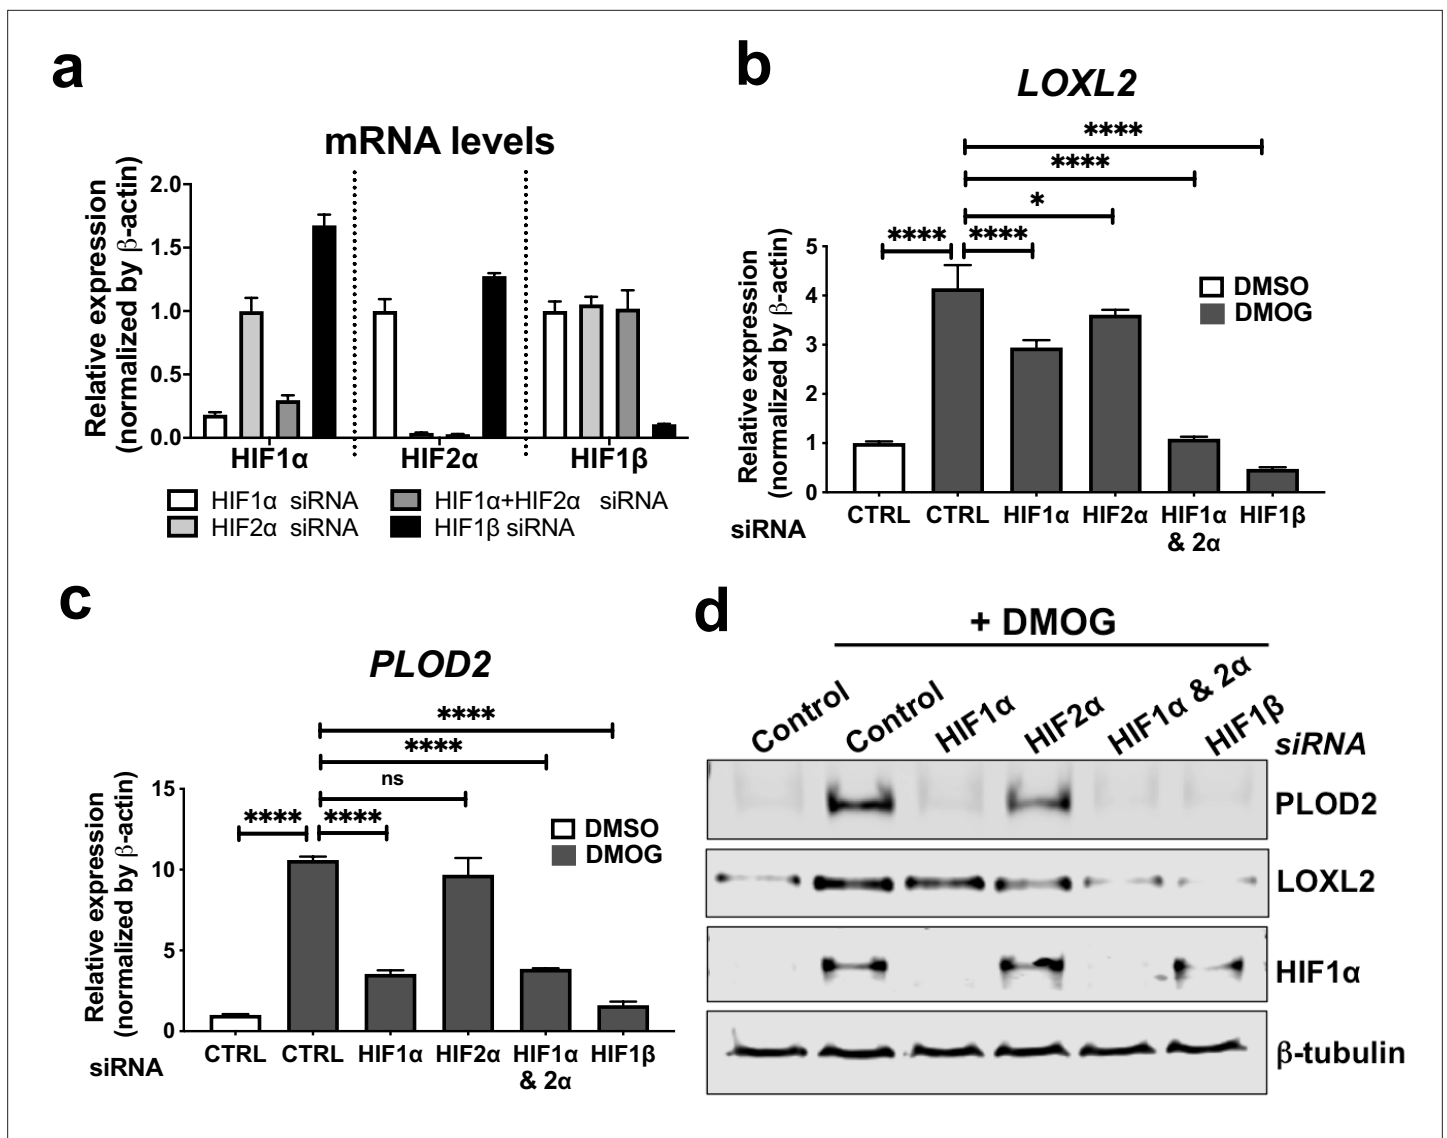 a
mRNA levels
Relative expression
(normalized by β-actin)
2.0
1.5
1.0
0.5
0.0
HIF1α
HIF2α
HIF1β
HIF1α siRNA
HIF2α siRNA
HIF1α+HIF2α siRNA
HIF1β siRNA
b
LOXL2
****
****
*
**** ****
Relative expression
(normalized by β-actin)
5
4
3
2
1
0
DMSO
DMOG
siRNA
CTRL
CTRL
HIF1α
HIF2α
HIF1α
& 2α
HIF1β
c
PLOD2
****
****
ns
**** ****
Relative expression
(normalized by β-actin)
15
10
5
0
DMSO
DMOG
siRNA
CTRL
CTRL
HIF1α
HIF2α
HIF1α
& 2α
HIF1β
d
+ DMOG
Control
Control
HIF1α
HIF2α
HIF1α & 2α
HIF1β
siRNA
PLOD2
LOXL2
HIF1α
β-tubulin